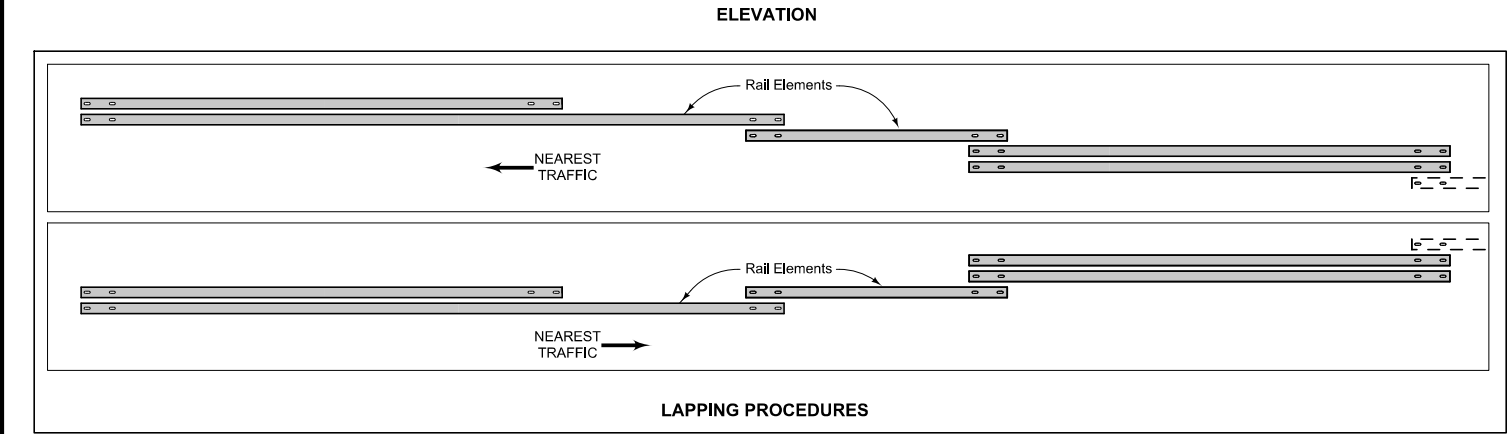 ELEVATION
Rail Elements
NEAREST
TRAFFIC
Rail Elements
NEAREST
TRAFFIC
LAPPING PROCEDURES